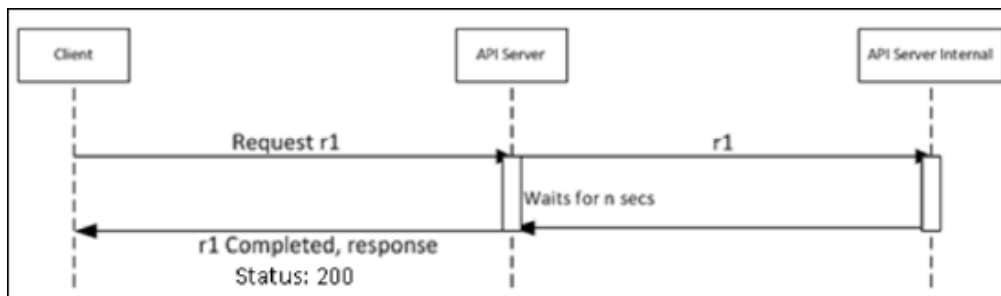 Client
API Server
API Server Internal
Request r1
r1
Waits for n secs
r1 Completed, response
Status: 200